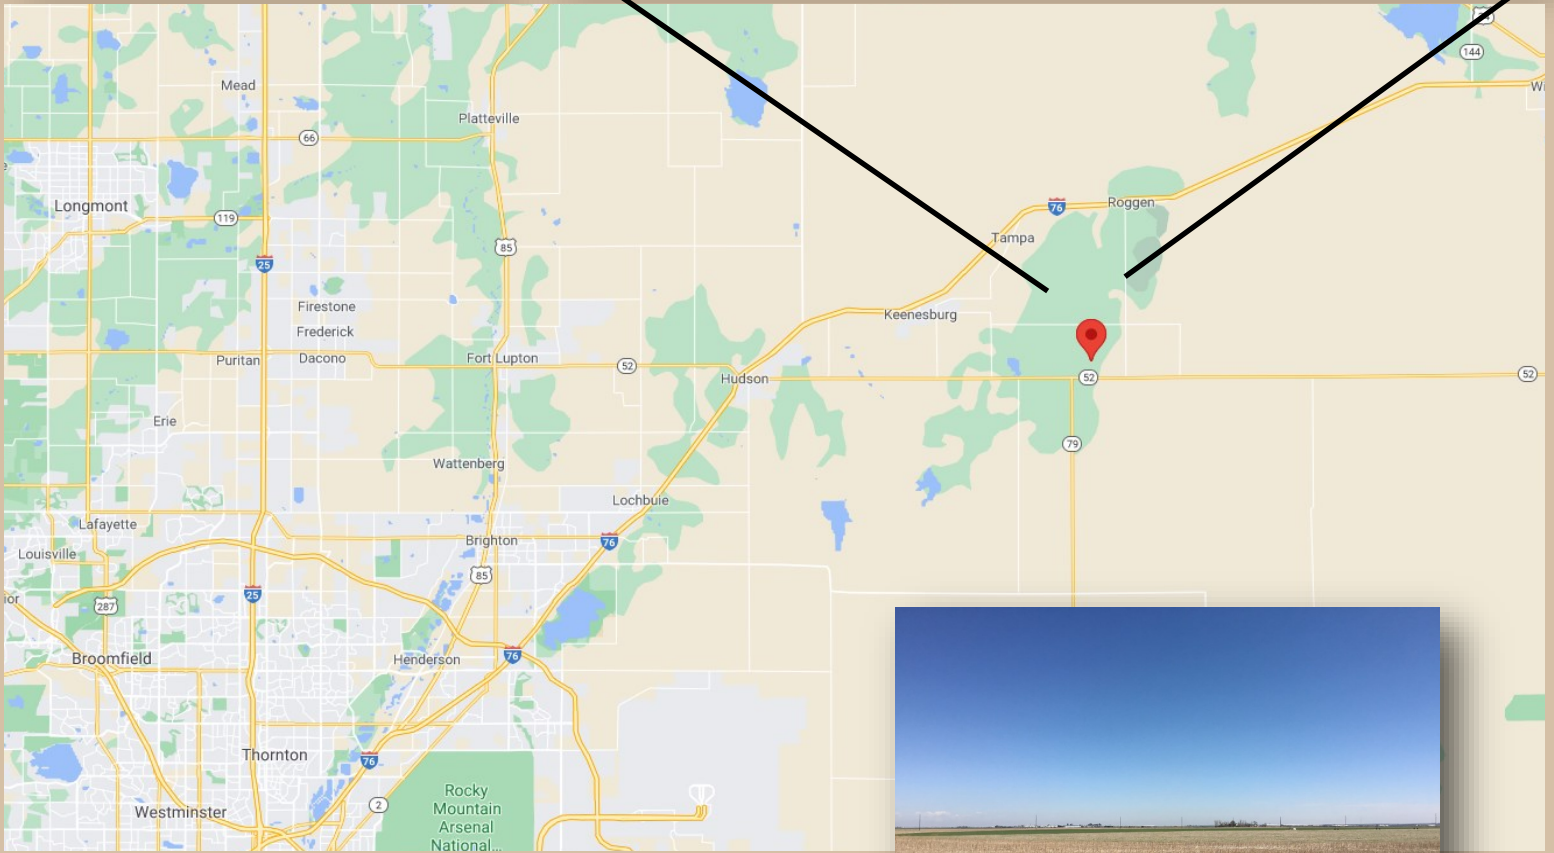 144
Wi
Mead
Platteville
66
Longmont
119
76
Roggen
Tampa
85
25
Firestone
Keenesburg
Frederick
Puritan
Dacono
Fort Lupton
52
Hudson
52
52
Erie
79
Wattenberg
Lochbuie
Lafayette
Brighton
76
Louisville
85
25
ior
287
Broomfield
Henderson
76
Thornton
76
Rocky
Mountain
Arsenal
National...
2
Westminster